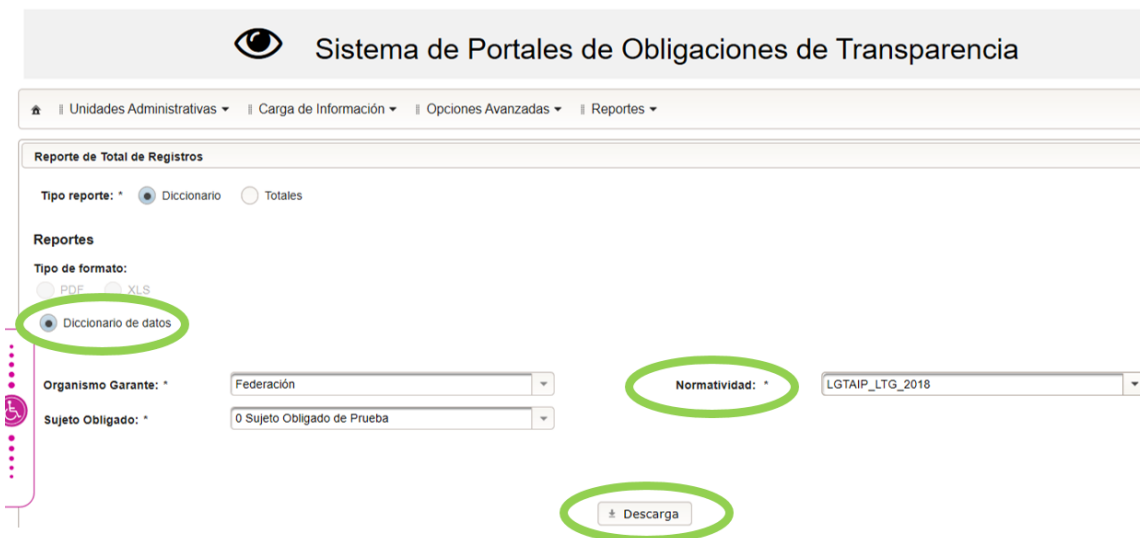 Sistema de Portales de Obligaciones de Transparencia
Unidades Administrativas Carga de Información Opciones Avanzadas Reportes
Reporte de Total de Registros
Tipo reporte: * Diccionario Totales
Reportes
Tipo de formato:
PDF XLS
Diccionario de datos
Organismo Garante: * Federación Normatividad: * LGTAIP_LTG_2018
Sujeto Obligado: * 0 Sujeto Obligado de Prueba
Descarga